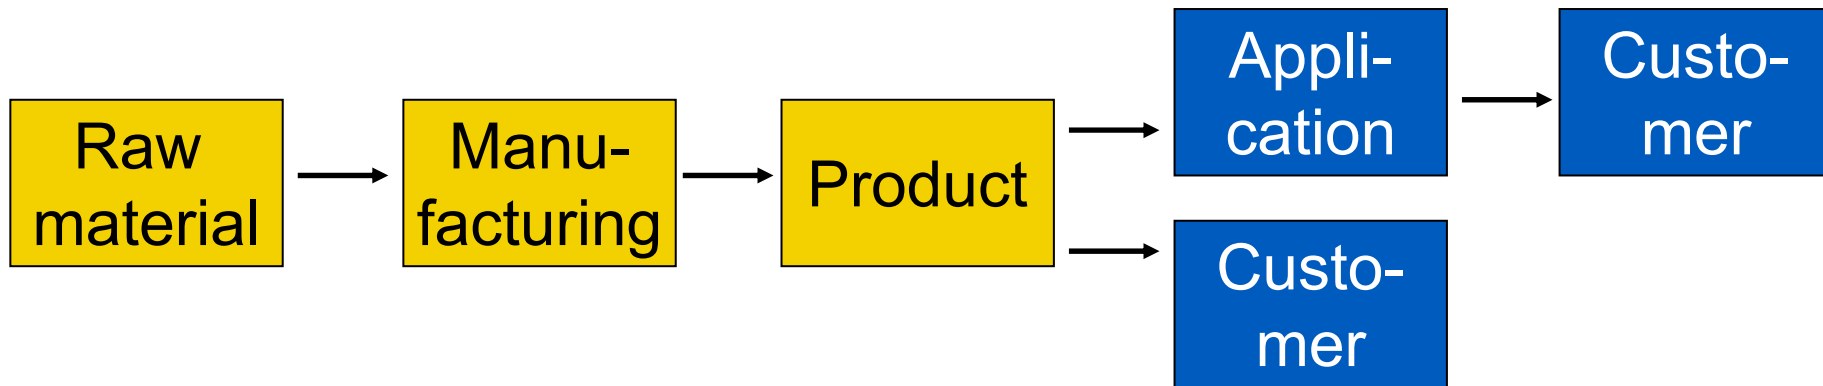 Raw
material
Manu-
facturing
Product
Appli-
cation
Custo-
mer
Custo-
mer